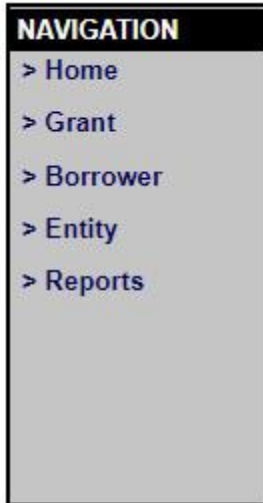 NAVIGATION
> Home
> Grant
> Borrower
> Entity
> Reports